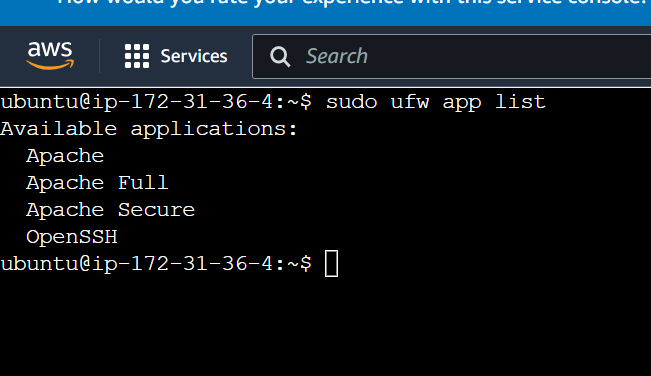 How would you rate your experience with this service console?
aws Services Search
ubuntu@ip-172-31-36-4:~$ sudo ufw app list
Available applications:
  Apache
  Apache Full
  Apache Secure
  OpenSSH
ubuntu@ip-172-31-36-4:~$